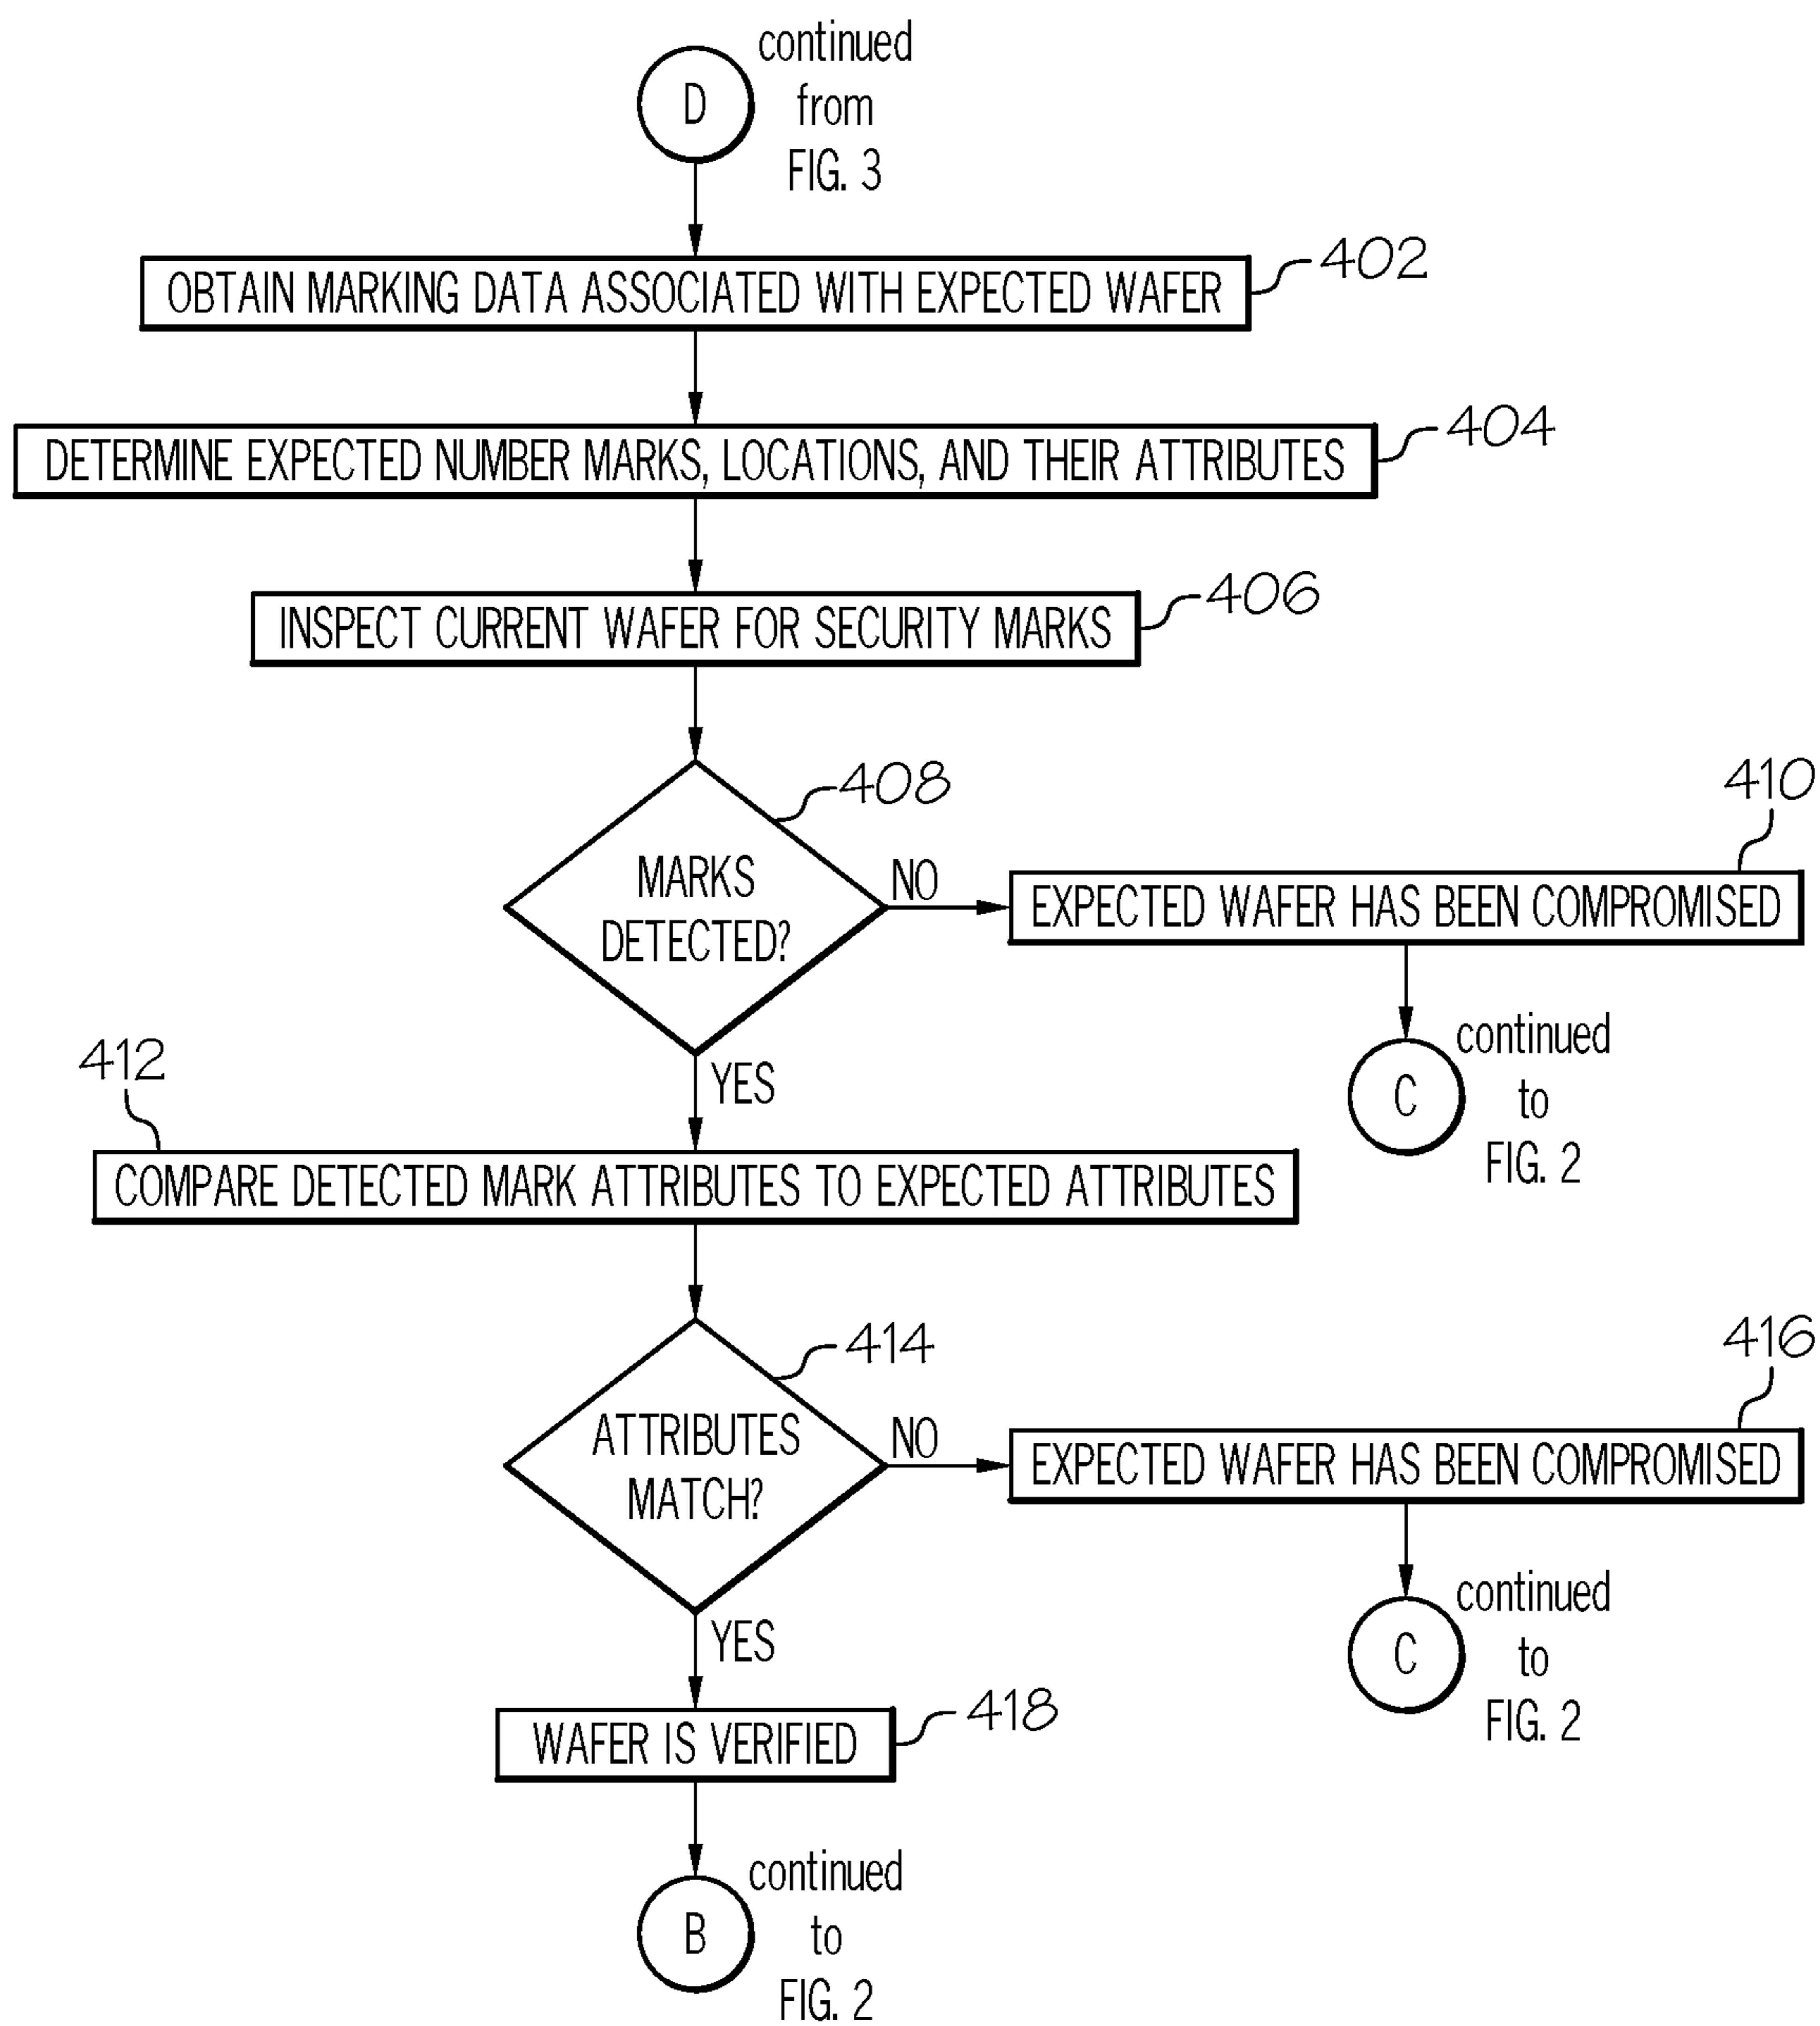 D
continued
from
FIG. 3
OBTAIN MARKING DATA ASSOCIATED WITH EXPECTED WAFER
402
DETERMINE EXPECTED NUMBER MARKS, LOCATIONS, AND THEIR ATTRIBUTES
404
INSPECT CURRENT WAFER FOR SECURITY MARKS
406
408
MARKS
DETECTED?
NO
410
EXPECTED WAFER HAS BEEN COMPROMISED
C
continued
to
FIG. 2
YES
412
COMPARE DETECTED MARK ATTRIBUTES TO EXPECTED ATTRIBUTES
414
ATTRIBUTES
MATCH?
NO
416
EXPECTED WAFER HAS BEEN COMPROMISED
C
continued
to
FIG. 2
YES
WAFER IS VERIFIED
418
B
continued
to
FIG. 2